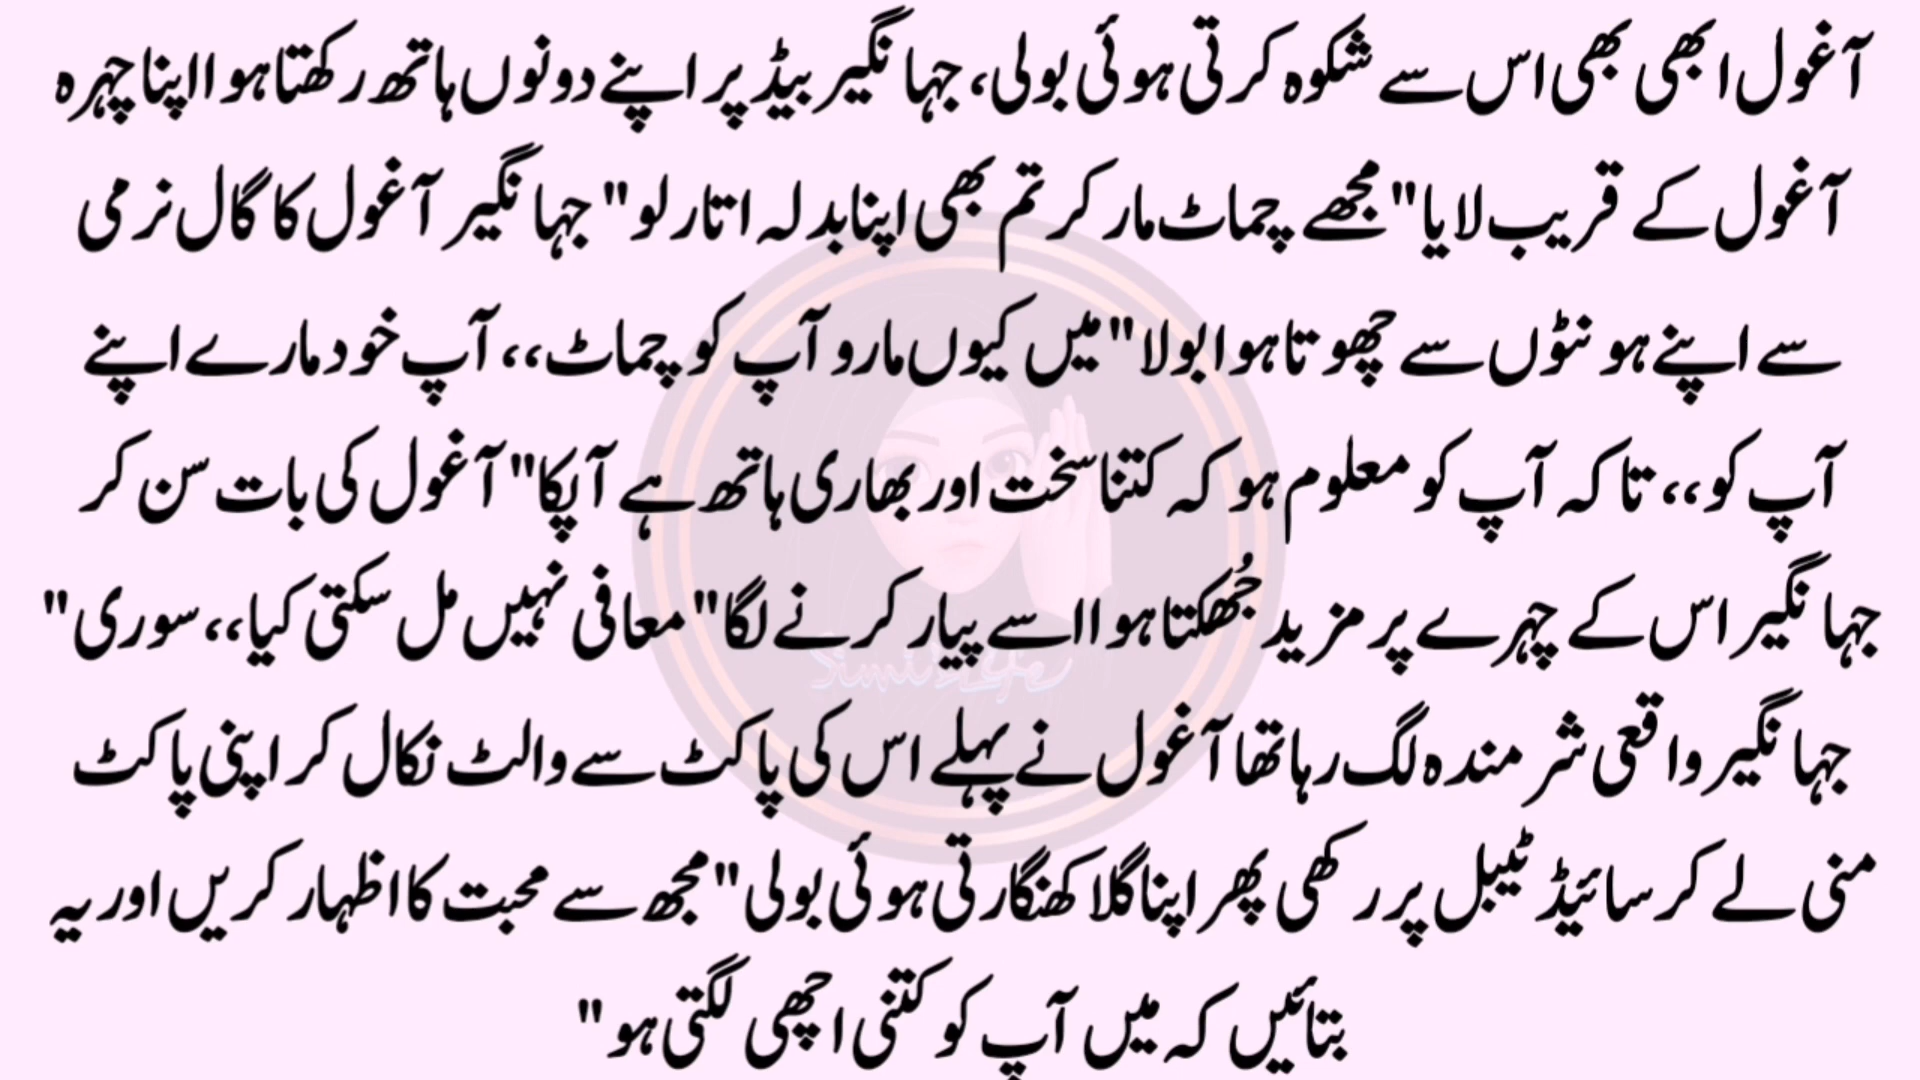 آغول ابھی بھی اس سے شکوہ کرتی ہوئی بولی، جہانگیر بیڈ پر اپنے دونوں ہاتھ رکھتا ہوا اپنا چہرہ
آغول کے قریب لایا "مجھے چماٹ مار کر تم بھی اپنا بدلہ اتار لو" جہانگیر آغول کا گال نرمی
سے اپنے ہونٹوں سے چھوتا ہوا بولا "میں کیوں مارو آپ کو چماٹ،، آپ خود مارے اپنے
آپ کو،، تاکہ آپ کو معلوم ہو کہ کتنا سخت اور بھاری ہاتھ ہے آپکا" آغول کی بات سن کر
جہانگیر اس کے چہرے پر مزید جُھکتا ہوا اسے پیار کرنے لگا "معافی نہیں مل سکتی کیا،، سوری"
جہانگیر واقعی شرمندہ لگ رہا تھا آغول نے پہلے اس کی پاکٹ سے والٹ نکال کر اپنی پاکٹ
منی لے کر سائیڈ ٹیبل پر رکھی پھر اپنا گلا کھنگارتی ہوئی بولی "مجھ سے محبت کا اظہار کریں اور یہ
بتائیں کہ میں آپ کو کتنی اچھی لگتی ہو"